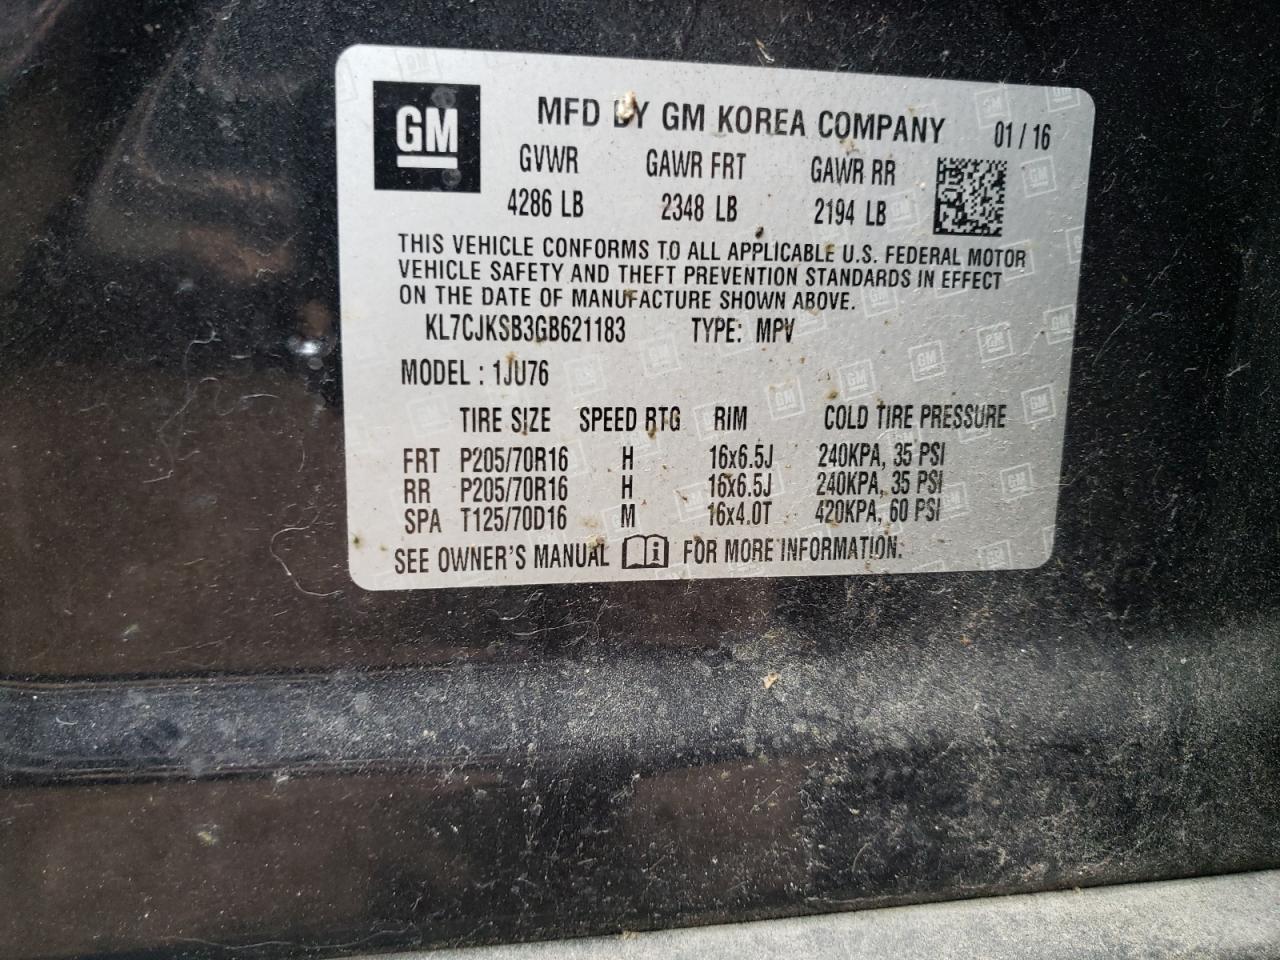 GM
MFD BY GM KOREA COMPANY 01 / 16
GVWR GAWR FRT GAWR RR
4286 LB 2348 LB 2194 LB
THIS VEHICLE CONFORMS TO ALL APPLICABLE U.S. FEDERAL MOTOR
VEHICLE SAFETY AND THEFT PREVENTION STANDARDS IN EFFECT
ON THE DATE OF MANUFACTURE SHOWN ABOVE.
KL7CJKSB3GB621183 TYPE: MPV
MODEL : 1JU76
TIRE SIZE SPEED RTG RIM COLD TIRE PRESSURE
FRT P205/70R16 H 16x6.5J 240KPA, 35 PSI
RR P205/70R16 H 16x6.5J 240KPA, 35 PSI
SPA T125/70D16 M 16x4.0T 420KPA, 60 PSI
SEE OWNER'S MANUAL FOR MORE INFORMATION.